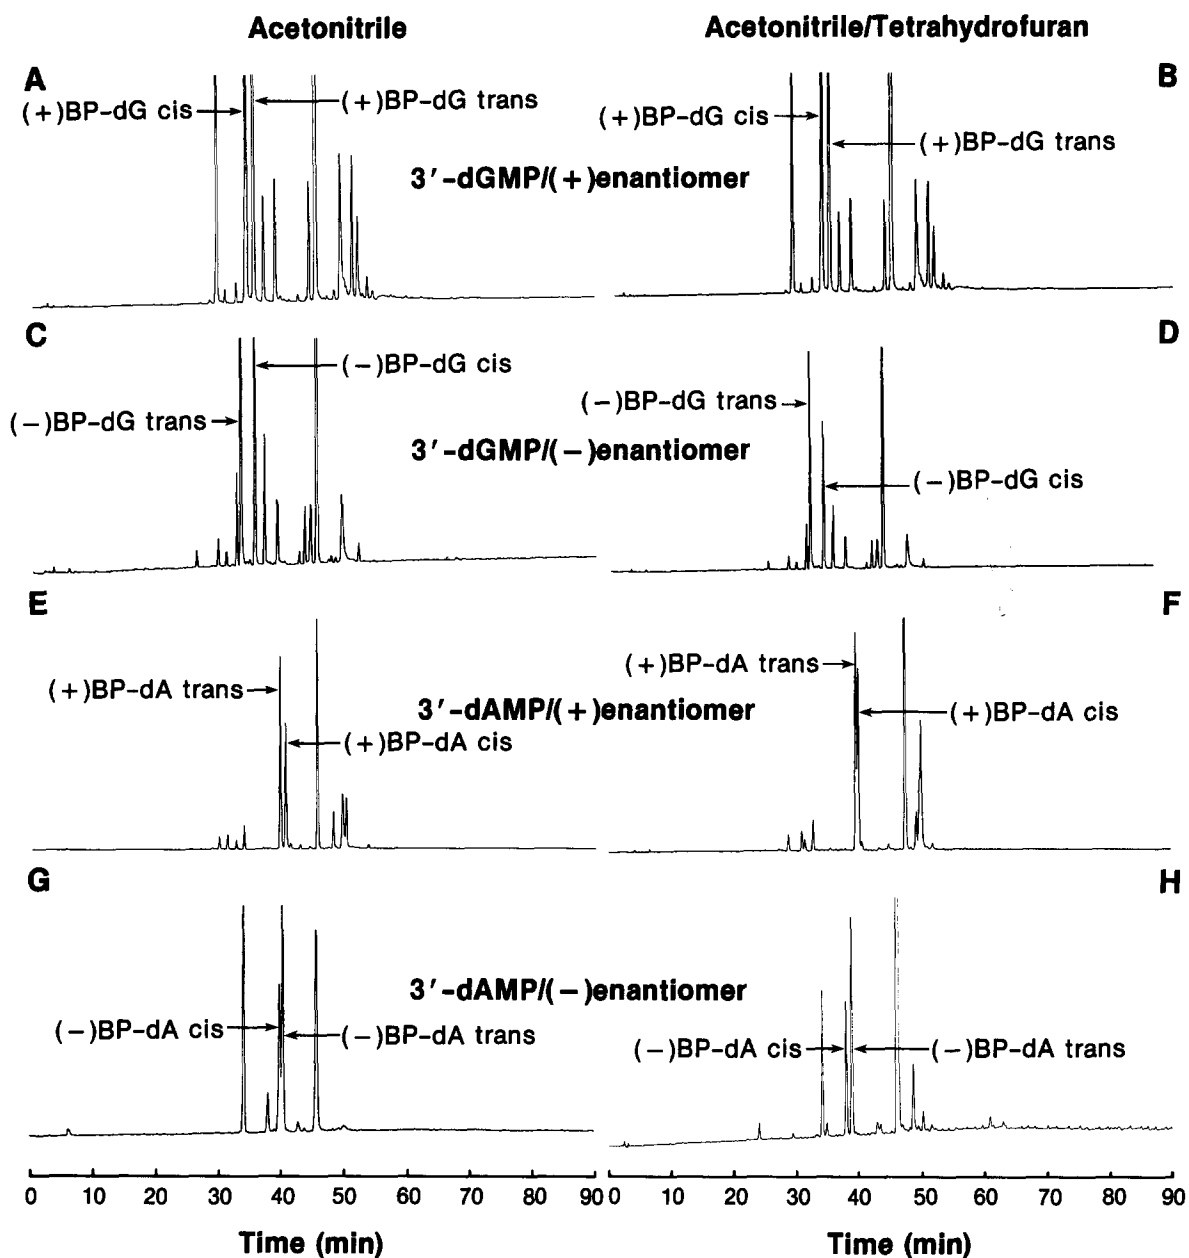 Acetonitrile
Acetonitrile/Tetrahydrofuran
A
(+)BP-dG cis
(+)BP-dG trans
B
(+)BP-dG cis
(+)BP-dG trans
3′-dGMP/(+)enantiomer
C
(-)BP-dG cis
(-)BP-dG trans
D
(-)BP-dG trans
(-)BP-dG cis
3′-dGMP/(-)enantiomer
E
(+)BP-dA trans
(+)BP-dA cis
F
(+)BP-dA trans
(+)BP-dA cis
3′-dAMP/(+)enantiomer
G
(-)BP-dA cis
(-)BP-dA trans
H
(-)BP-dA cis
(-)BP-dA trans
3′-dAMP/(-)enantiomer
0 10 20 30 40 50 60 70 80 90
0 10 20 30 40 50 60 70 80 90
Time (min)
Time (min)